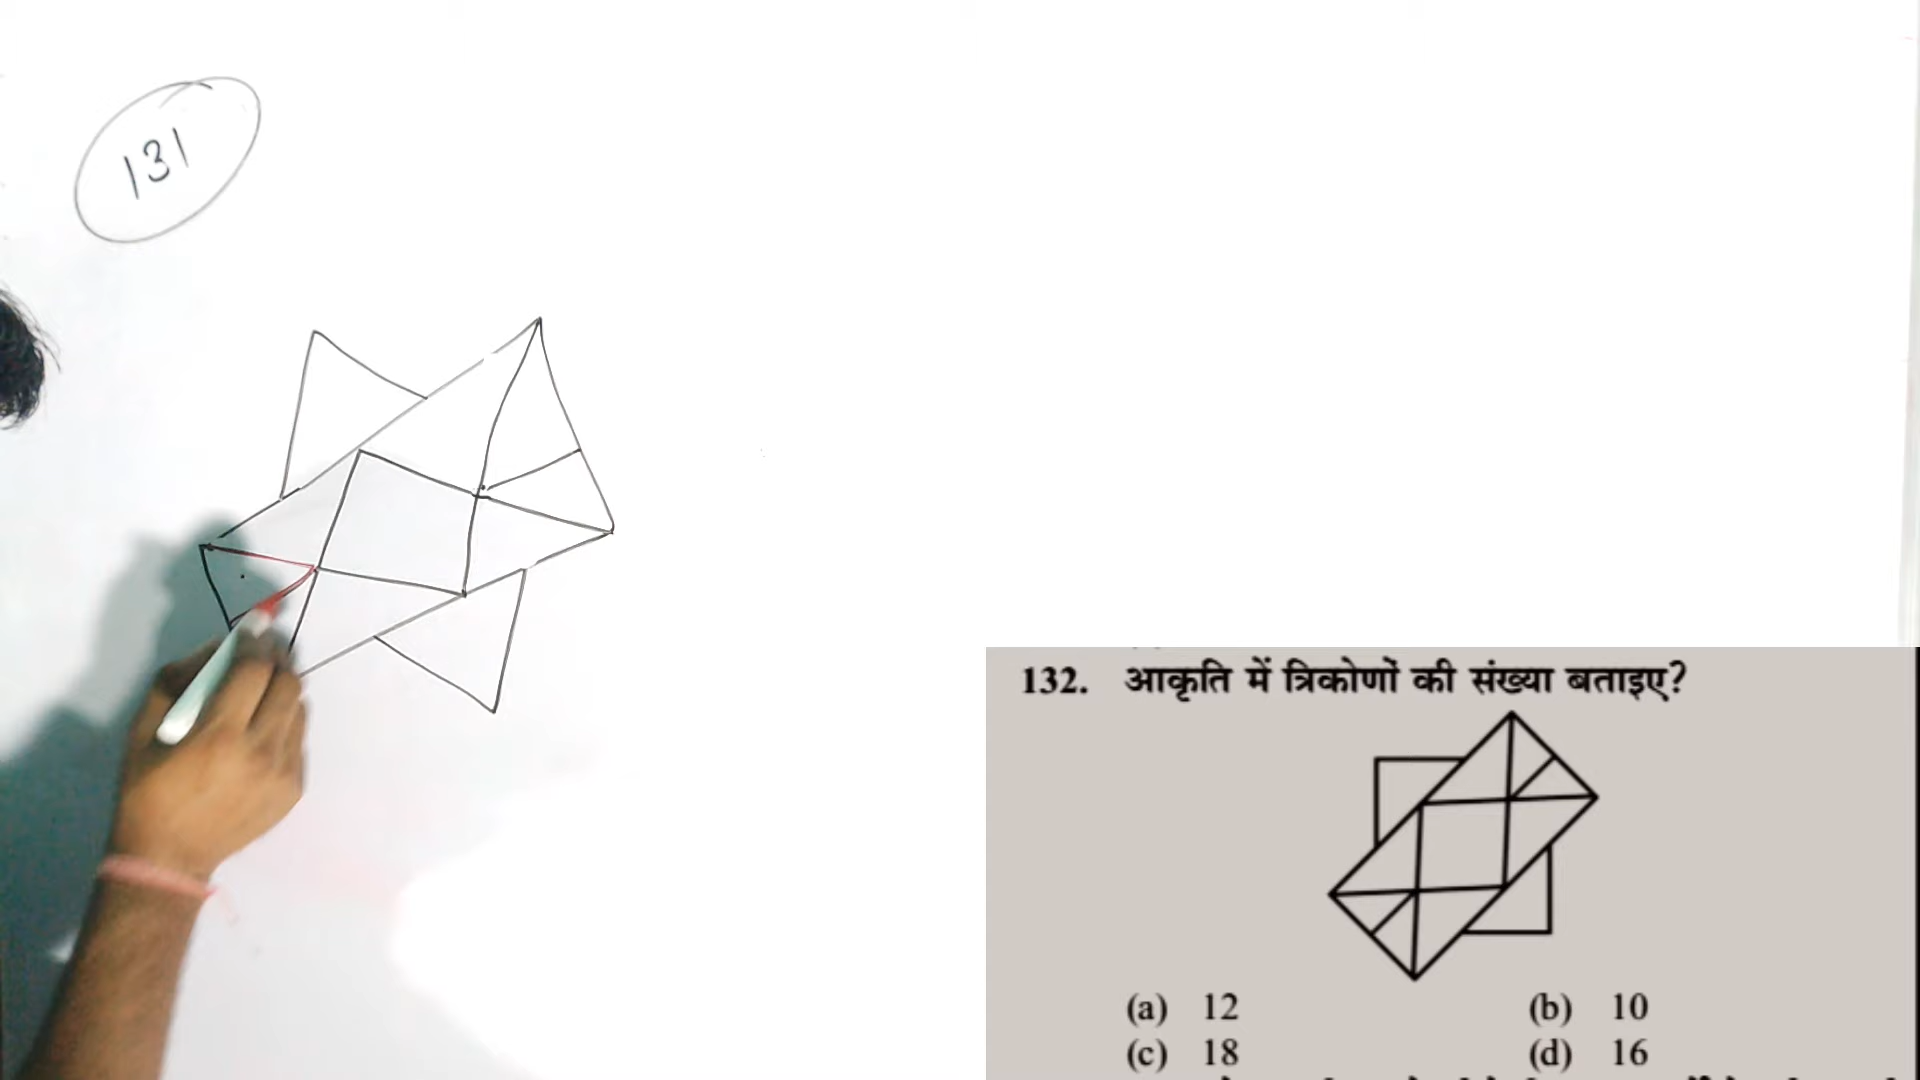 131
132. आकृति में त्रिकोणों की संख्या बताइए?
(a) 12 (b) 10
(c) 18 (d) 16